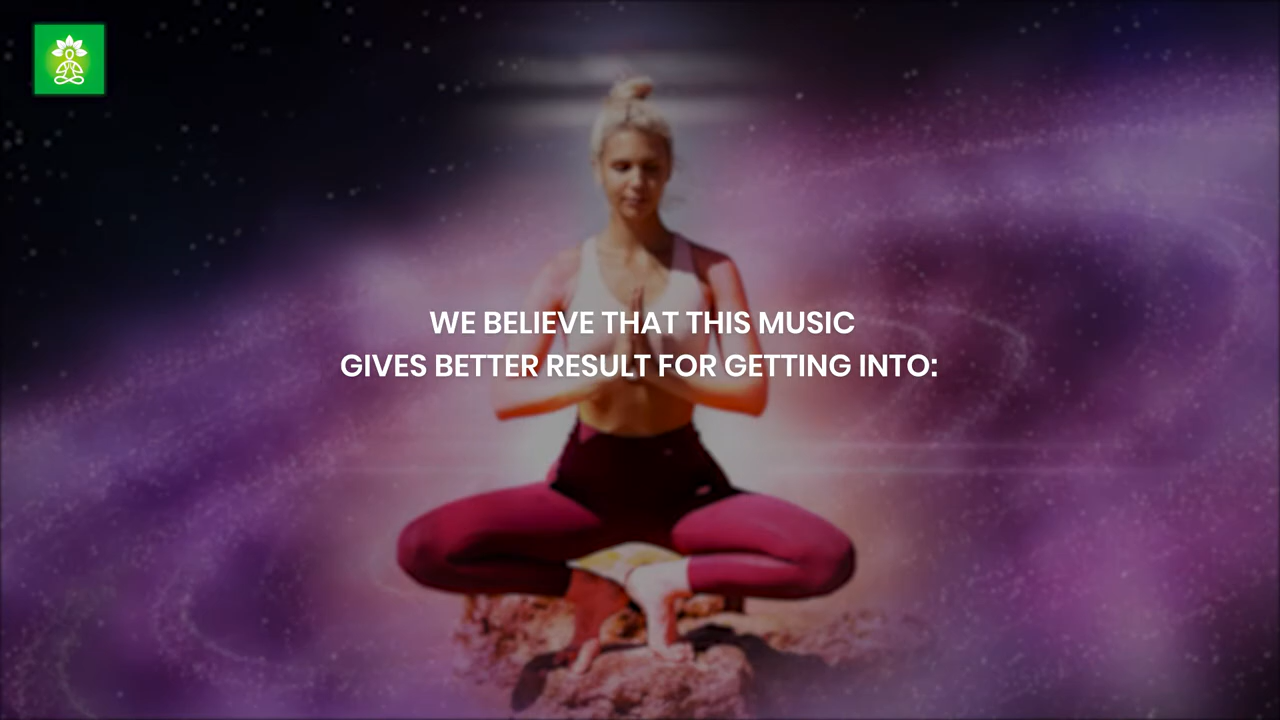 WE BELIEVE THAT THIS MUSIC
GIVES BETTER RESULT FOR GETTING INTO: